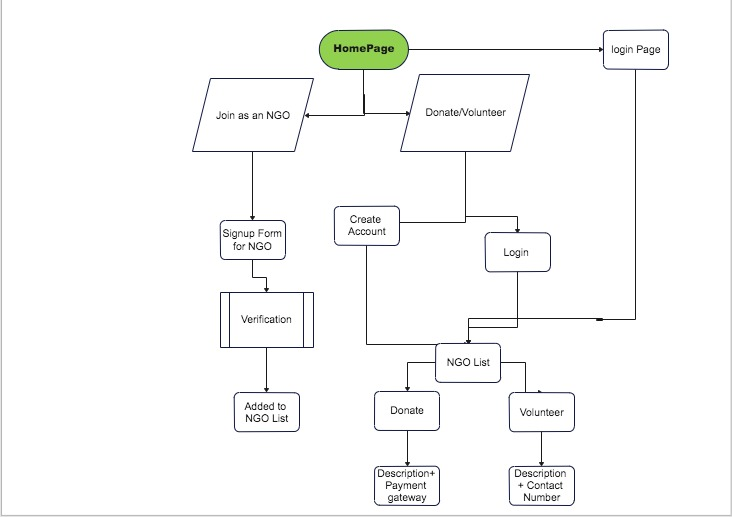 HomePage
login Page
Join as an NGO
Donate/Volunteer
Create
Account
Signup Form
for NGO
Login
Verification
NGO List
Added to
NGO List
Donate
Volunteer
Description+
Payment
gateway
Description
+ Contact
Number